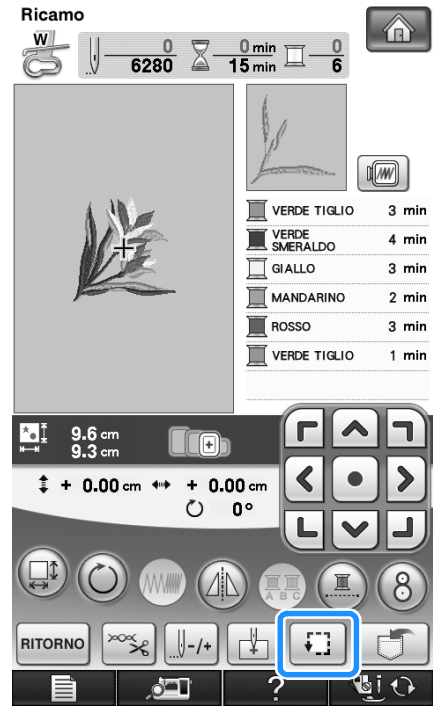 Ricamo
W
0
6280
0 min
15 min
0
6
VERDE TIGLIO 3 min
VERDE SMERALDO 4 min
GIALLO 3 min
MANDARINO 2 min
ROSSO 3 min
VERDE TIGLIO 1 min
9.6 cm
9.3 cm
+ 0.00 cm + 0.00 cm
0°
A B C
8
RITORNO
-/+
?